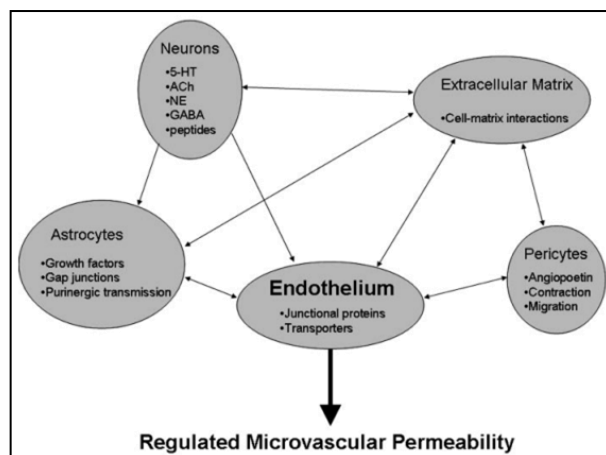 Neurons
•5-HT
•ACh
•NE
•GABA
•peptides
Extracellular Matrix
•Cell-matrix interactions
Astrocytes
•Growth factors
•Gap junctions
•Purinergic transmission
Endothelium
•Junctional proteins
•Transporters
Pericytes
•Angiopoetin
•Contraction
•Migration
Regulated Microvascular Permeability